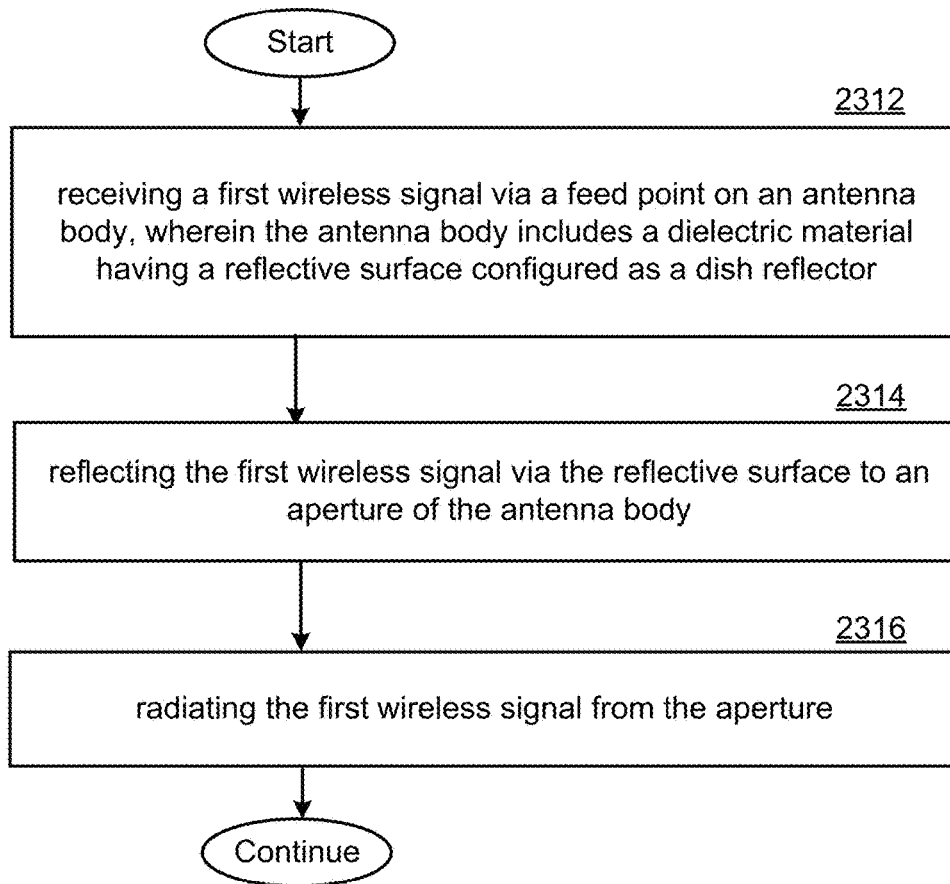 Start
2312
receiving a first wireless signal via a feed point on an antenna
body, wherein the antenna body includes a dielectric material
having a reflective surface configured as a dish reflector
2314
reflecting the first wireless signal via the reflective surface to an
aperture of the antenna body
2316
radiating the first wireless signal from the aperture
Continue